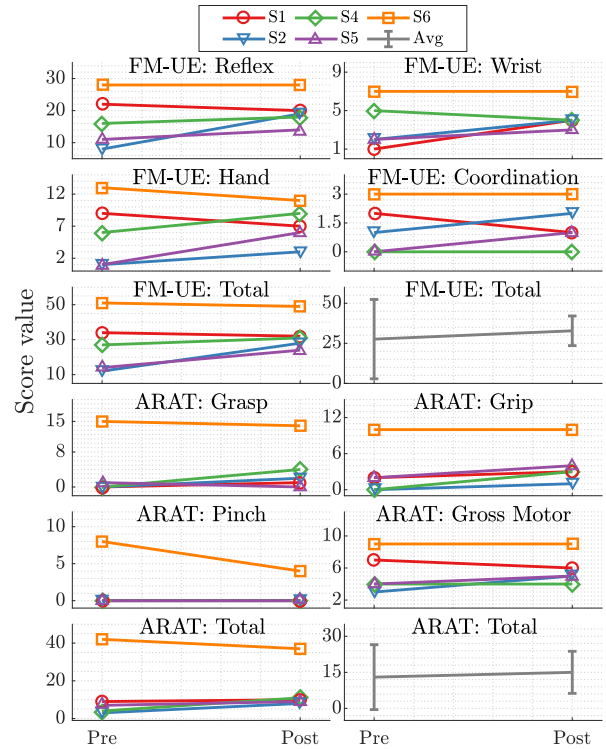 S1 S4 S6
S2 S5 Avg
FM-UE: Reflex
30
20
10
FM-UE: Wrist
9
5
1
FM-UE: Hand
12
7
2
FM-UE: Coordination
3
1.5
0
FM-UE: Total
50
30
10
FM-UE: Total
50
25
0
Score value
ARAT: Grasp
15
8
0
ARAT: Grip
12
6
0
ARAT: Pinch
10
5
0
ARAT: Gross Motor
10
6
2
ARAT: Total
40
20
0
ARAT: Total
30
15
0
Pre Post Pre Post